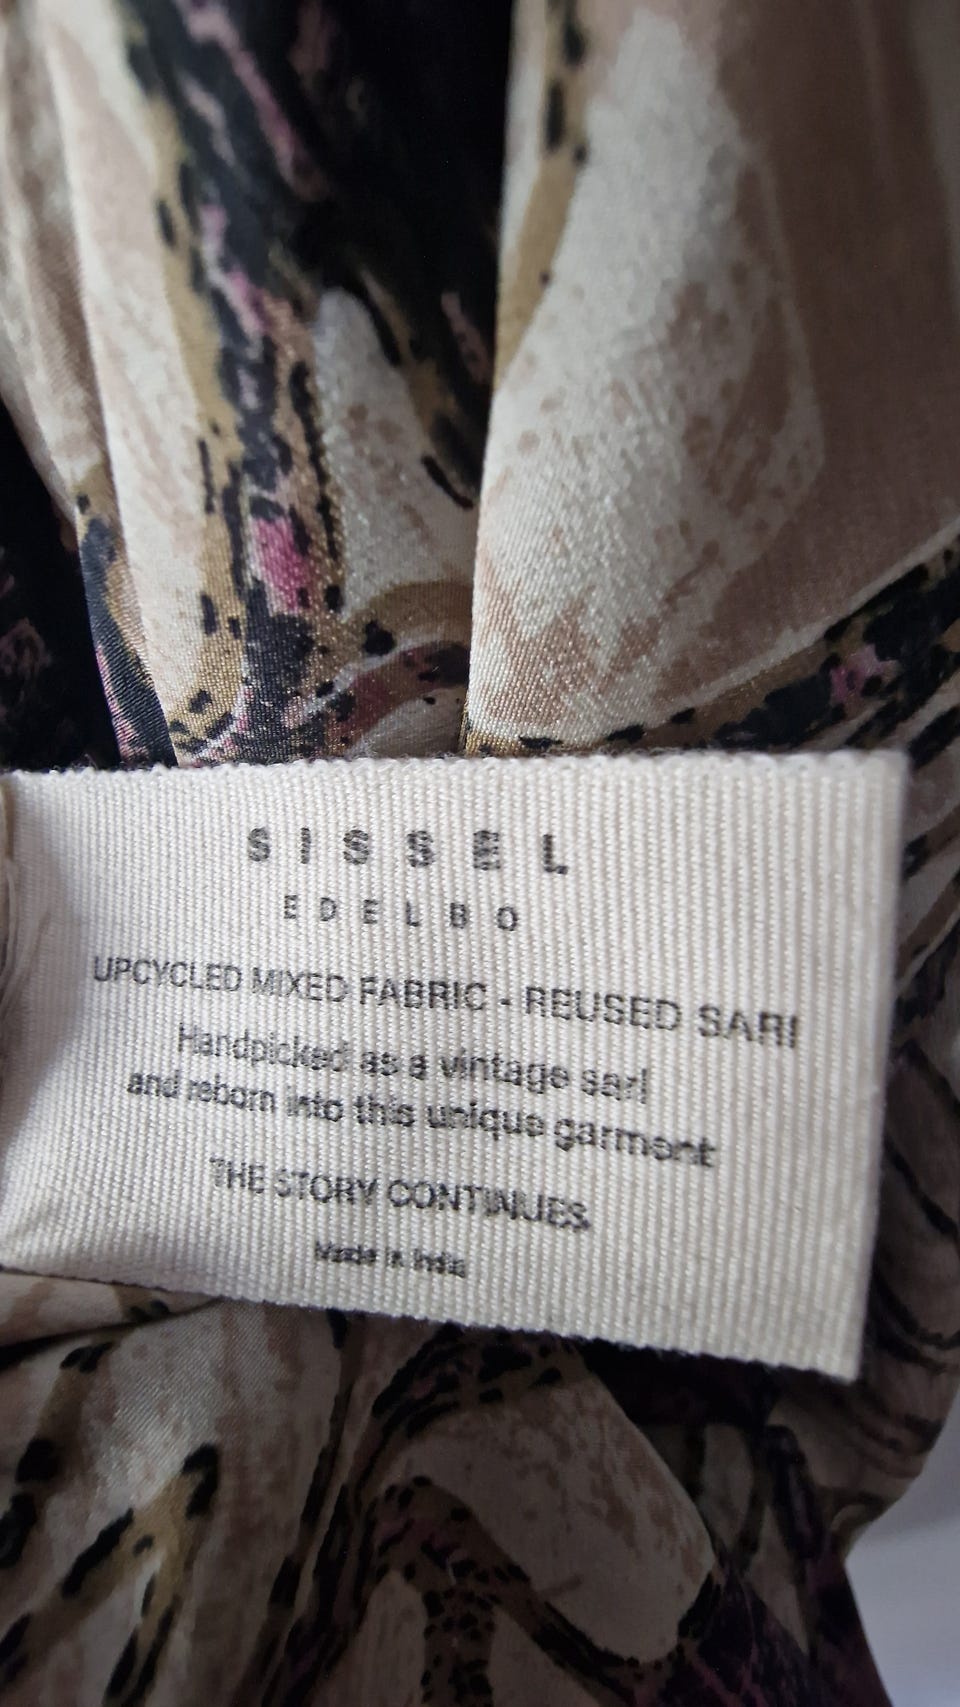 SISSEL
EDELBO
UPCYCLED MIXED FABRIC - REUSED SARI
Handpicked as a vintage sari
and reborn into this unique garment
THE STORY CONTINUES
Made in India